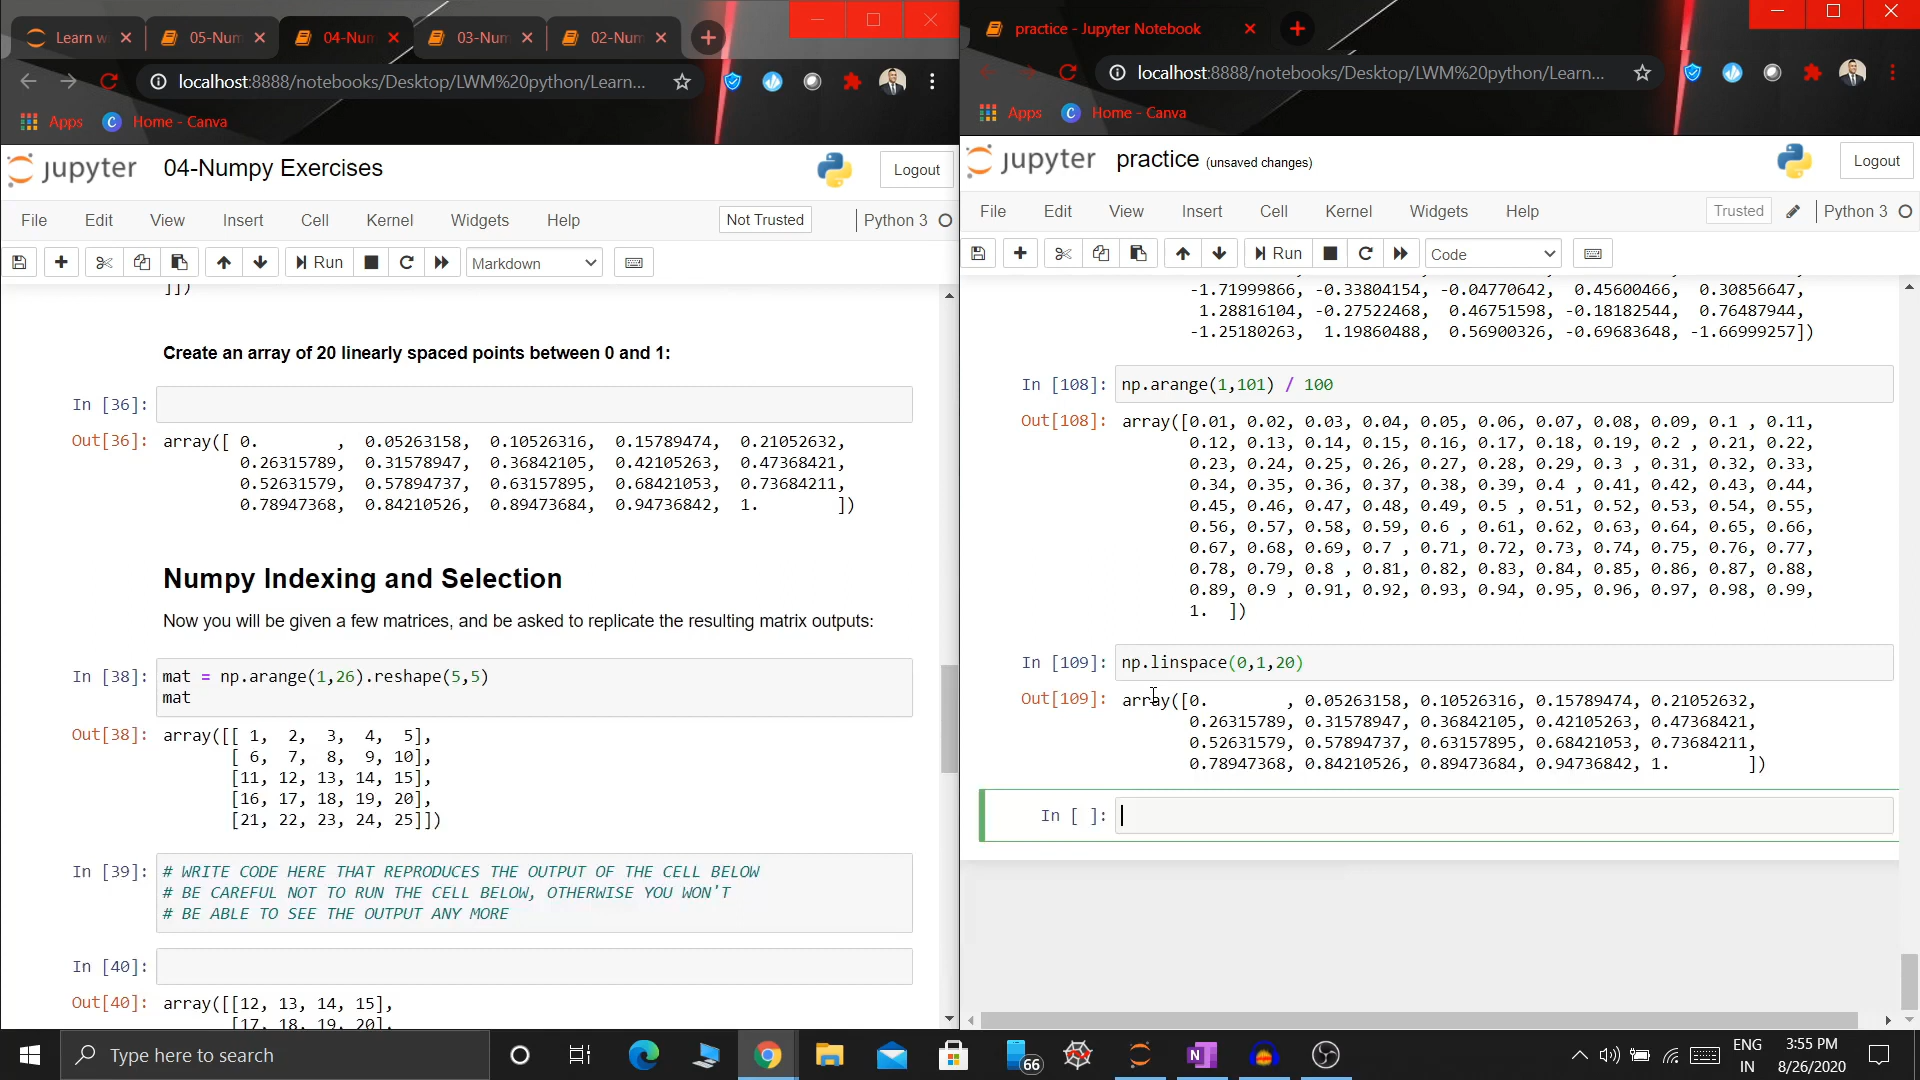 Learn w
05-Num
04-Num
03-Num
02-Num
localhost:8888/notebooks/Desktop/LWM%20python/Learn...
Apps
Home - Canva
jupyter 04-Numpy Exercises
Logout
File Edit View Insert Cell Kernel Widgets Help
Not Trusted
Python 3
Run
Markdown
]])
Create an array of 20 linearly spaced points between 0 and 1:
In [36]:
Out[36]: array([ 0.        , 0.05263158, 0.10526316, 0.15789474, 0.21052632,
0.26315789, 0.31578947, 0.36842105, 0.42105263, 0.47368421,
0.52631579, 0.57894737, 0.63157895, 0.68421053, 0.73684211,
0.78947368, 0.84210526, 0.89473684, 0.94736842, 1.        ])
Numpy Indexing and Selection
Now you will be given a few matrices, and be asked to replicate the resulting matrix outputs:
In [38]: mat = np.arange(1,26).reshape(5,5)
mat
Out[38]: array([[ 1,  2,  3,  4,  5],
[ 6,  7,  8,  9, 10],
[11, 12, 13, 14, 15],
[16, 17, 18, 19, 20],
[21, 22, 23, 24, 25]])
In [39]: # WRITE CODE HERE THAT REPRODUCES THE OUTPUT OF THE CELL BELOW
# BE CAREFUL NOT TO RUN THE CELL BELOW, OTHERWISE YOU WON'T
# BE ABLE TO SEE THE OUTPUT ANY MORE
In [40]:
Out[40]: array([[12, 13, 14, 15],
[17, 18, 19, 20],
practice - Jupyter Notebook
localhost:8888/notebooks/Desktop/LWM%20python/Learn...
Apps
Home - Canva
jupyter practice (unsaved changes)
Logout
File Edit View Insert Cell Kernel Widgets Help
Trusted
Python 3
Run
Code
-1.71999866, -0.33804154, -0.04770642, 0.45600466, 0.30856647,
1.28816104, -0.27522468, 0.46751598, -0.18182544, 0.76487944,
-1.25180263, 1.19860488, 0.56900326, -0.69683648, -1.66999257])
In [108]: np.arange(1,101) / 100
Out[108]: array([0.01, 0.02, 0.03, 0.04, 0.05, 0.06, 0.07, 0.08, 0.09, 0.1 , 0.11,
0.12, 0.13, 0.14, 0.15, 0.16, 0.17, 0.18, 0.19, 0.2 , 0.21, 0.22,
0.23, 0.24, 0.25, 0.26, 0.27, 0.28, 0.29, 0.3 , 0.31, 0.32, 0.33,
0.34, 0.35, 0.36, 0.37, 0.38, 0.39, 0.4 , 0.41, 0.42, 0.43, 0.44,
0.45, 0.46, 0.47, 0.48, 0.49, 0.5 , 0.51, 0.52, 0.53, 0.54, 0.55,
0.56, 0.57, 0.58, 0.59, 0.6 , 0.61, 0.62, 0.63, 0.64, 0.65, 0.66,
0.67, 0.68, 0.69, 0.7 , 0.71, 0.72, 0.73, 0.74, 0.75, 0.76, 0.77,
0.78, 0.79, 0.8 , 0.81, 0.82, 0.83, 0.84, 0.85, 0.86, 0.87, 0.88,
0.89, 0.9 , 0.91, 0.92, 0.93, 0.94, 0.95, 0.96, 0.97, 0.98, 0.99,
1.  ])
In [109]: np.linspace(0,1,20)
Out[109]: array([0.        , 0.05263158, 0.10526316, 0.15789474, 0.21052632,
0.26315789, 0.31578947, 0.36842105, 0.42105263, 0.47368421,
0.52631579, 0.57894737, 0.63157895, 0.68421053, 0.73684211,
0.78947368, 0.84210526, 0.89473684, 0.94736842, 1.        ])
In [ ]:
Type here to search
66
ENG
IN
3:55 PM
8/26/2020